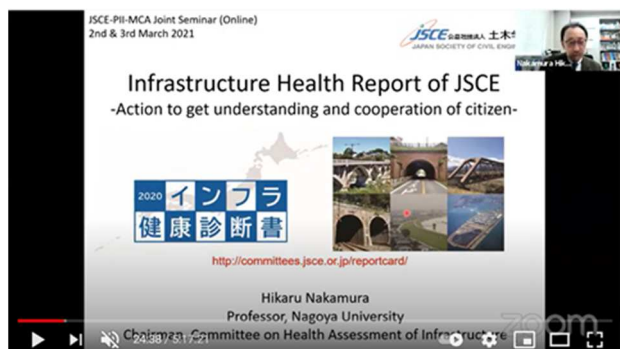 JSCE-PII-MCA Joint Seminar (Online)
2nd & 3rd March 2021
JSCE 公益社団法人 土木
JAPAN SOCIETY OF CIVIL ENGI
Nakamura Hik...
Infrastructure Health Report of JSCE
-Action to get understanding and cooperation of citizen-
2020 インフラ
健康診断書
http://committees.jsce.or.jp/reportcard/
Hikaru Nakamura
Professor, Nagoya University
Chairman, Committee on Health Assessment of Infrastructure
zoom
24:38 / 5:17:21